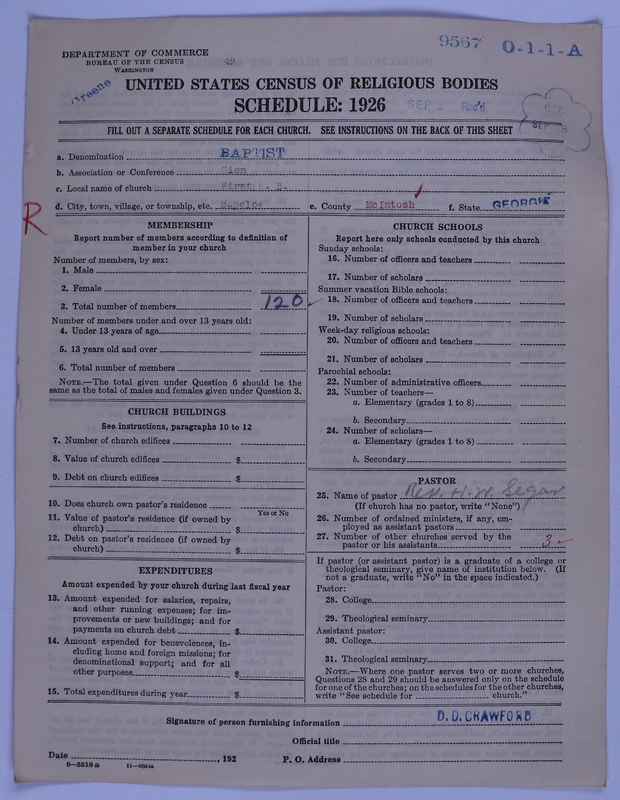 9567 O-1-1-A
DEPARTMENT OF COMMERCE
BUREAU OF THE CENSUS 49
WASHINGTON
Greene
UNITED STATES CENSUS OF RELIGIOUS BODIES
SCHEDULE: 1926
SEP 3 Rec'd
SEP
FILL OUT A SEPARATE SCHEDULE FOR EACH CHURCH. SEE INSTRUCTIONS ON THE BACK OF THIS SHEET
a. Denomination BAPTIST
b. Association or Conference Zion
c. Local name of church First A. B.
R d. City, town, village, or township, etc. Sapelos e. County McIntosh f. State GEORGIA
MEMBERSHIP
Report number of members according to definition of
member in your church
Number of members, by sex:
1. Male
2. Female
3. Total number of members 120
Number of members under and over 13 years old:
4. Under 13 years of age
5. 13 years old and over
6. Total number of members
NOTE.—The total given under Question 6 should be the
same as the total of males and females given under Question 3.
CHURCH BUILDINGS
See instructions, paragraphs 10 to 12
7. Number of church edifices
8. Value of church edifices $
9. Debt on church edifices $
10. Does church own pastor's residence
Yes or No
11. Value of pastor's residence (if owned by
church) $
12. Debt on pastor's residence (if owned by
church) $
EXPENDITURES
Amount expended by your church during last fiscal year
13. Amount expended for salaries, repairs,
and other running expenses; for im-
provements or new buildings; and for
payments on church debt $
14. Amount expended for benevolences, in-
cluding home and foreign missions; for
denominational support; and for all
other purposes $
15. Total expenditures during year $
CHURCH SCHOOLS
Report here only schools conducted by this church
Sunday schools:
16. Number of officers and teachers
17. Number of scholars
Summer vacation Bible schools:
18. Number of officers and teachers
19. Number of scholars
Week-day religious schools:
20. Number of officers and teachers
21. Number of scholars
Parochial schools:
22. Number of administrative officers
23. Number of teachers—
a. Elementary (grades 1 to 8)
b. Secondary
24. Number of scholars—
a. Elementary (grades 1 to 8)
b. Secondary
PASTOR
25. Name of pastor Rev. H. W. Segar
(If church has no pastor, write "None")
26. Number of ordained ministers, if any, em-
ployed as assistant pastors
27. Number of other churches served by the
pastor or his assistants 3
If pastor (or assistant pastor) is a graduate of a college or
theological seminary, give name of institution below. (If
not a graduate, write "No" in the space indicated.)
Pastor:
28. College
29. Theological seminary
Assistant pastor:
30. College
31. Theological seminary
NOTE.—Where one pastor serves two or more churches,
Questions 28 and 29 should be answered only on the schedule
for one of the churches; on the schedules for the other churches,
write "See schedule for church."
Signature of person furnishing information D. D. CRAWFORD
Official title
Date , 192 P. O. Address
8—5518a 11—9664a